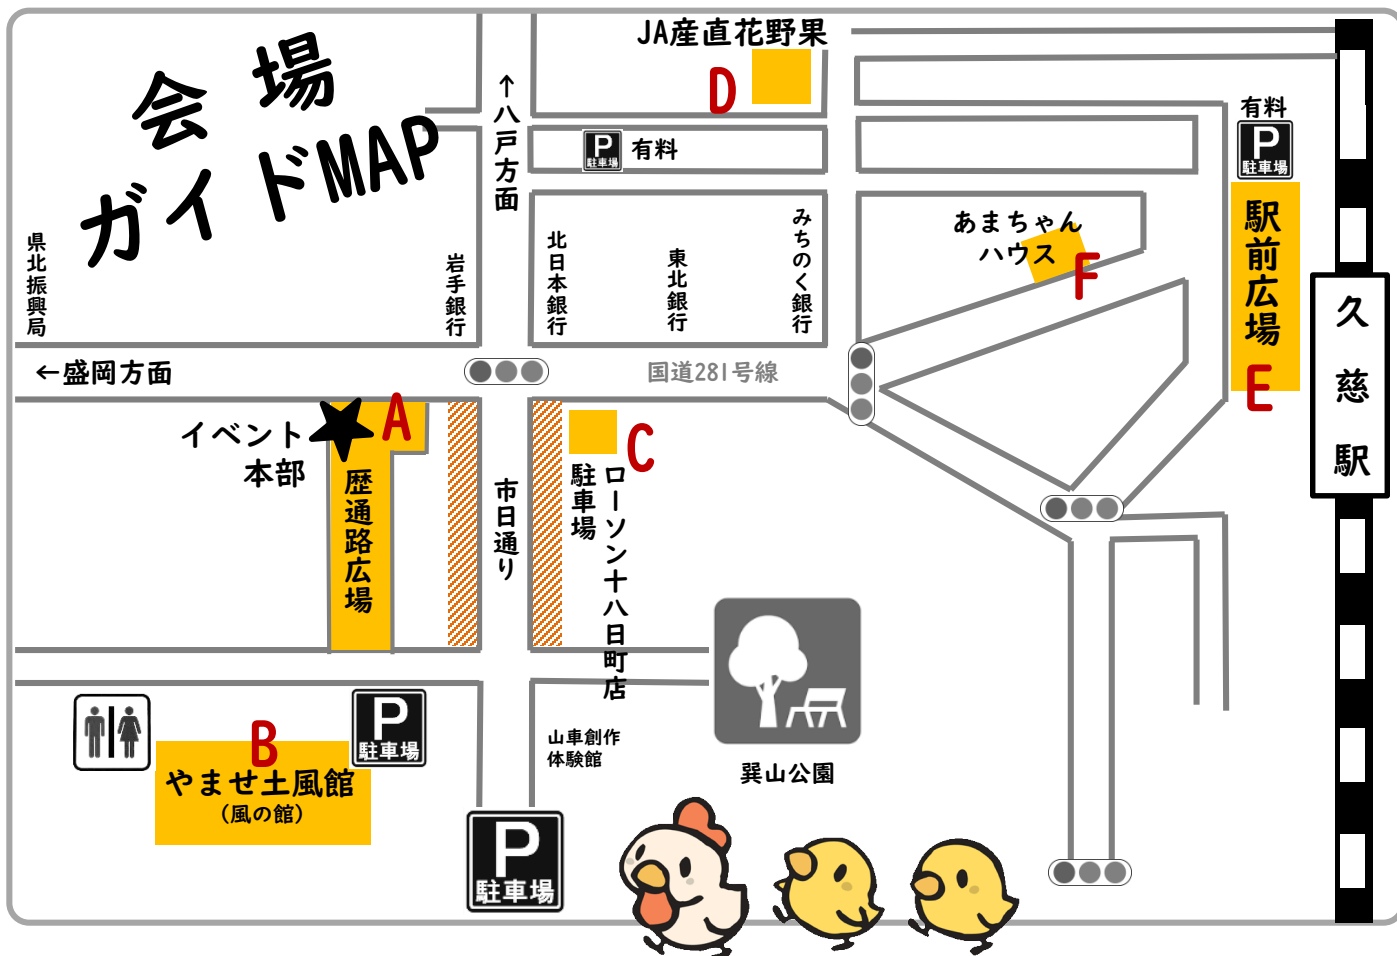 会場
ガイドMAP
JA産直花野果
D
↑八戸方面
P
駐車場
有料
有料
P
駐車場
県北振興局
岩手銀行
北日本銀行
東北銀行
みちのく銀行
あまちゃん
ハウス
F
駅前広場
E
久慈駅
←盛岡方面
国道281号線
イベント
本部
A
歴通路広場
市日通り
C
ローソン十八日町店
駐車場
B
やませ土風館
(風の館)
P
駐車場
山車創作
体験館
巽山公園
P
駐車場